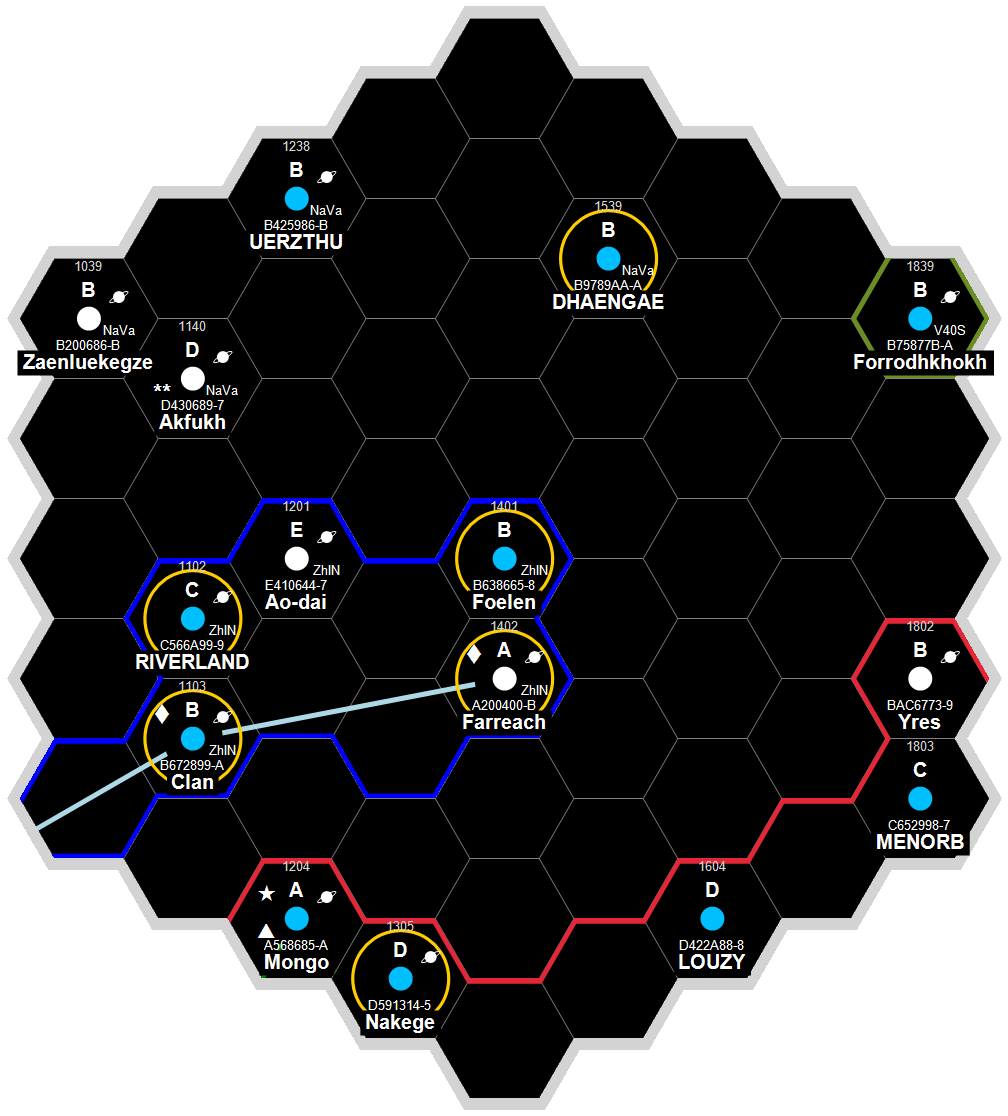 1238
B
NaVa
B425986-B
UERZTHU
1539
B
NaVa
B9789AA-A
DHAENGAE
1039
B
NaVa
B200686-B
Zaenluekegze
1839
B
V40S
B75877B-A
Forrodhkhokh
1140
D
** NaVa
D430689-7
Akfukh
1201
E
ZhIN
E410644-7
Ao-dai
1401
B
ZhIN
B638665-8
Foelen
1102
C
ZhIN
C566A99-9
RIVERLAND
1402
A
ZhIN
A200400-B
Farreach
1802
B
BAC6773-9
Yres
1103
B
ZhIN
B672899-A
Clan
1803
C
C652998-7
MENORB
1204
A
A568685-A
Mongo
1604
D
D422A88-8
LOUZY
1305
D
D591314-5
Nakege